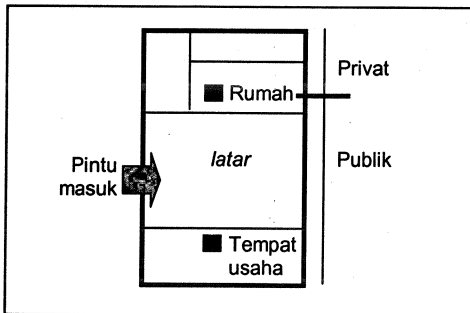 Privat
Rumah
Pintu
masuk
latar
Publik
Tempat
usaha